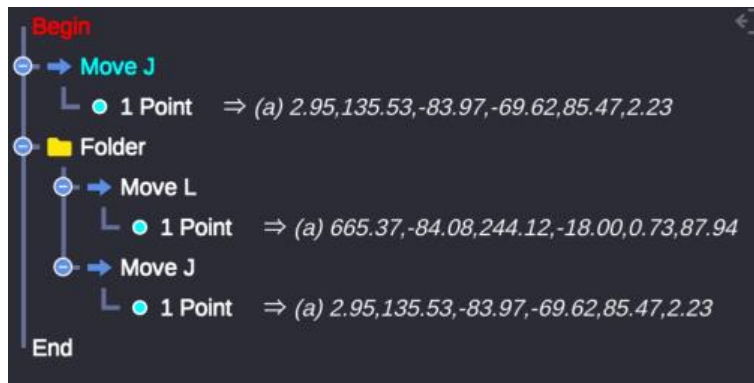 Begin
Move J
1 Point ⇒ (a) 2.95,135.53,-83.97,-69.62,85.47,2.23
Folder
Move L
1 Point ⇒ (a) 665.37,-84.08,244.12,-18.00,0.73,87.94
Move J
1 Point ⇒ (a) 2.95,135.53,-83.97,-69.62,85.47,2.23
End